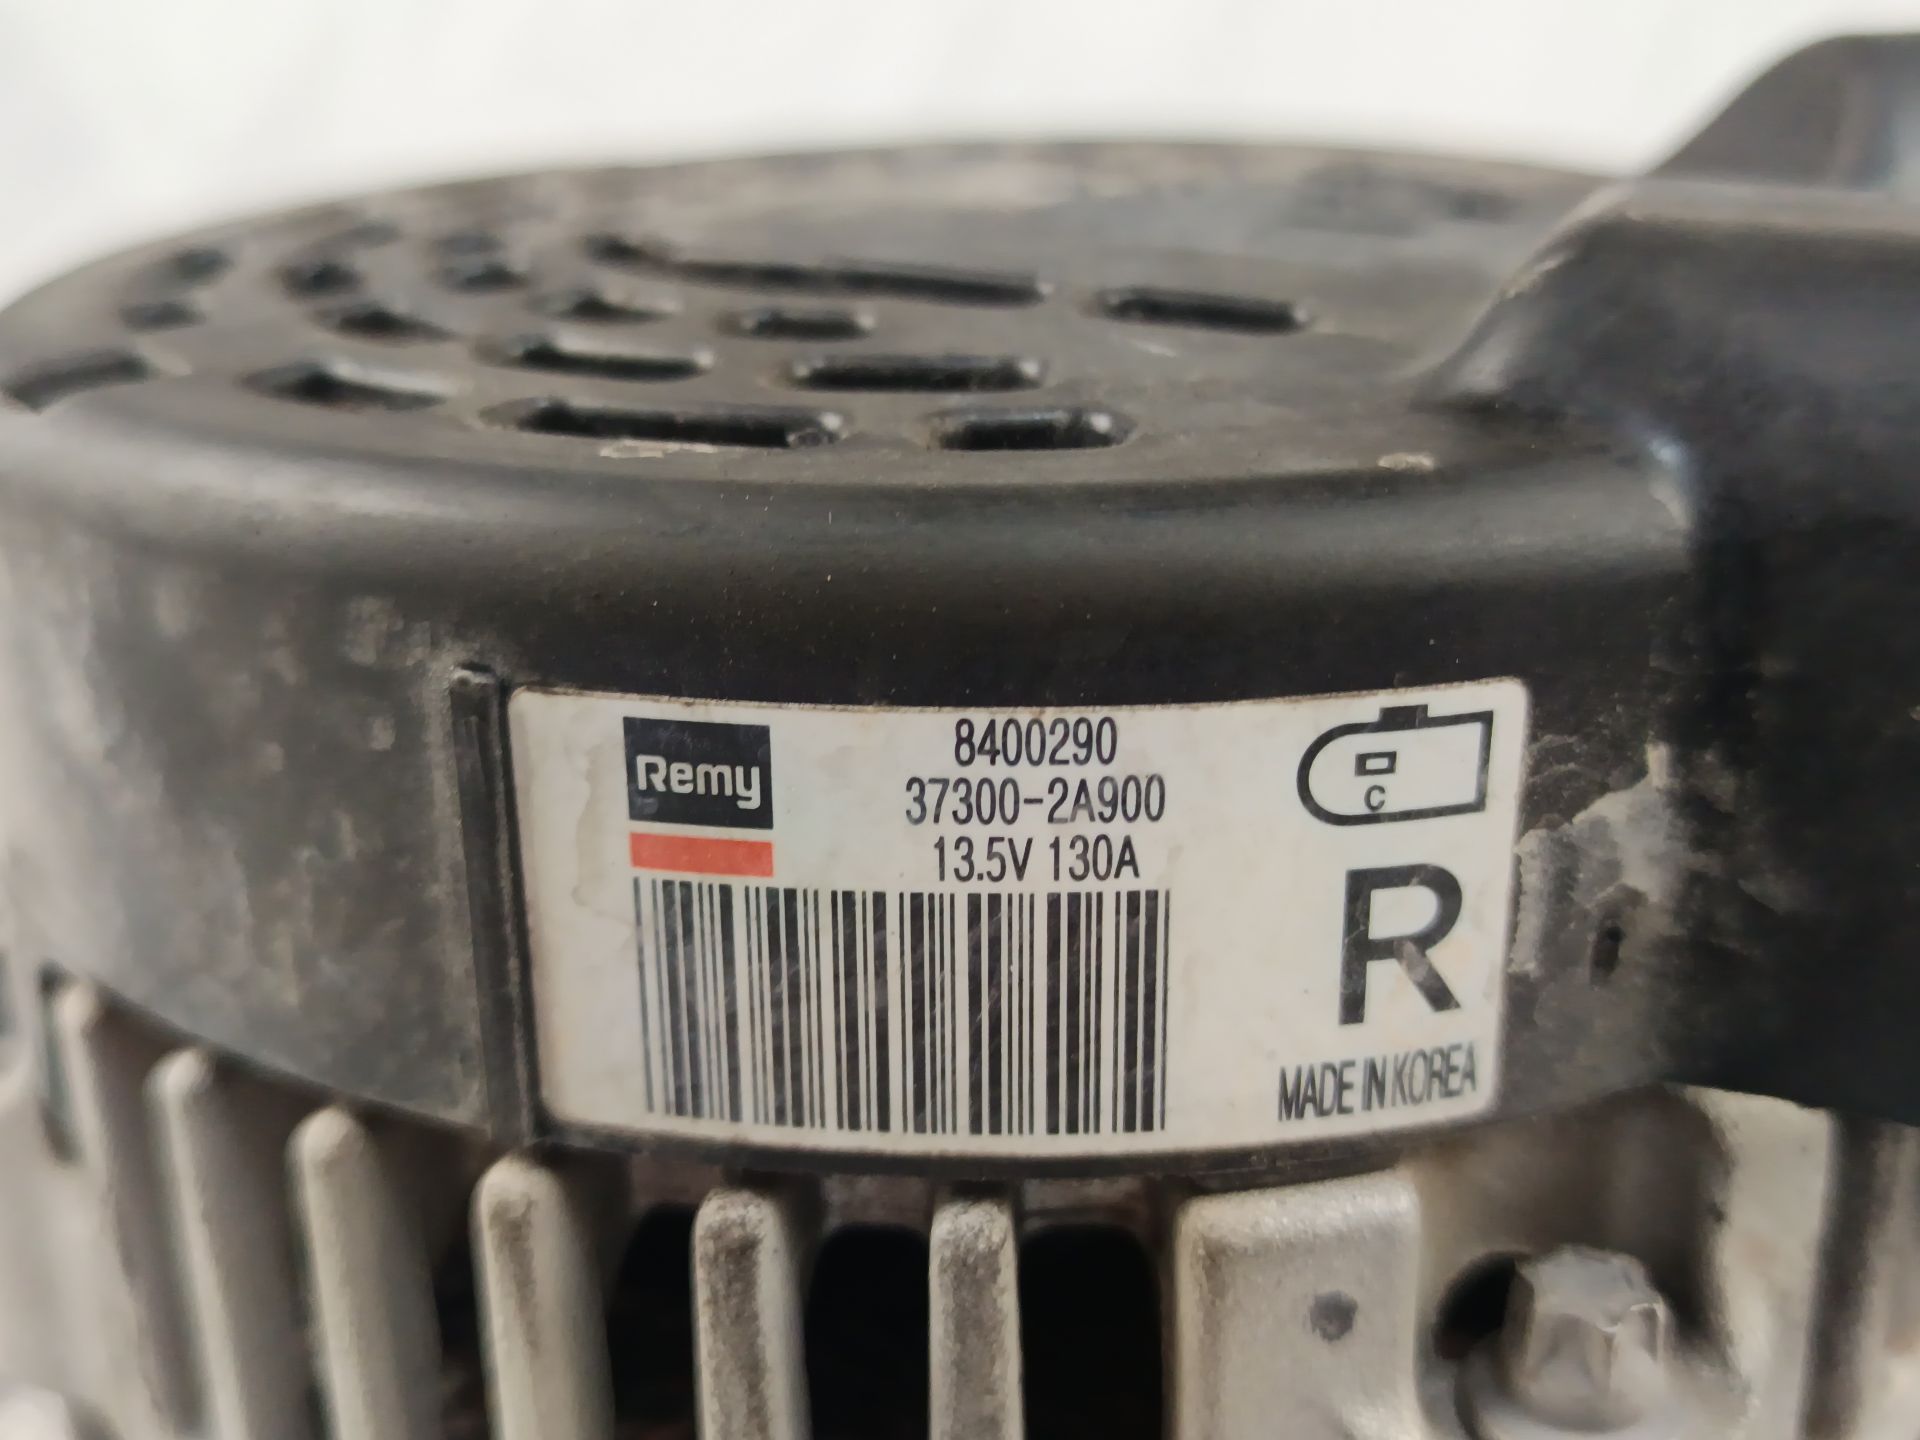 Remy
8400290
37300-2A900
13.5V 130A
C
R
MADE IN KOREA